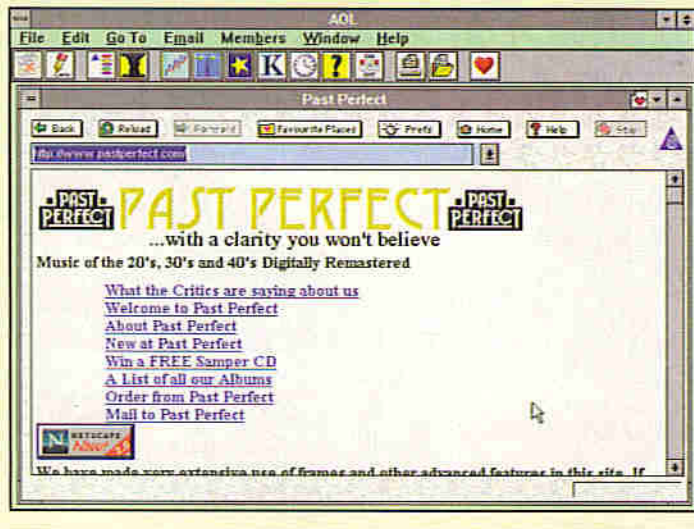 AOL
File Edit Go To Email Members Window Help
K ?
Past Perfect
Back Reload Forward Favourite Places Prefs Home Help Stop
http://www.pastperfect.com/
PAST PERFECT PAST PERFECT PAST PERFECT
...with a clarity you won't believe
Music of the 20's, 30's and 40's Digitally Remastered
What the Critics are saying about us
Welcome to Past Perfect
About Past Perfect
New at Past Perfect
Win a FREE Samper CD
A List of all our Albums
Order from Past Perfect
Mail to Past Perfect
N NETSCAPE Now!
We have made very extensive use of frames and other advanced features in this site. If